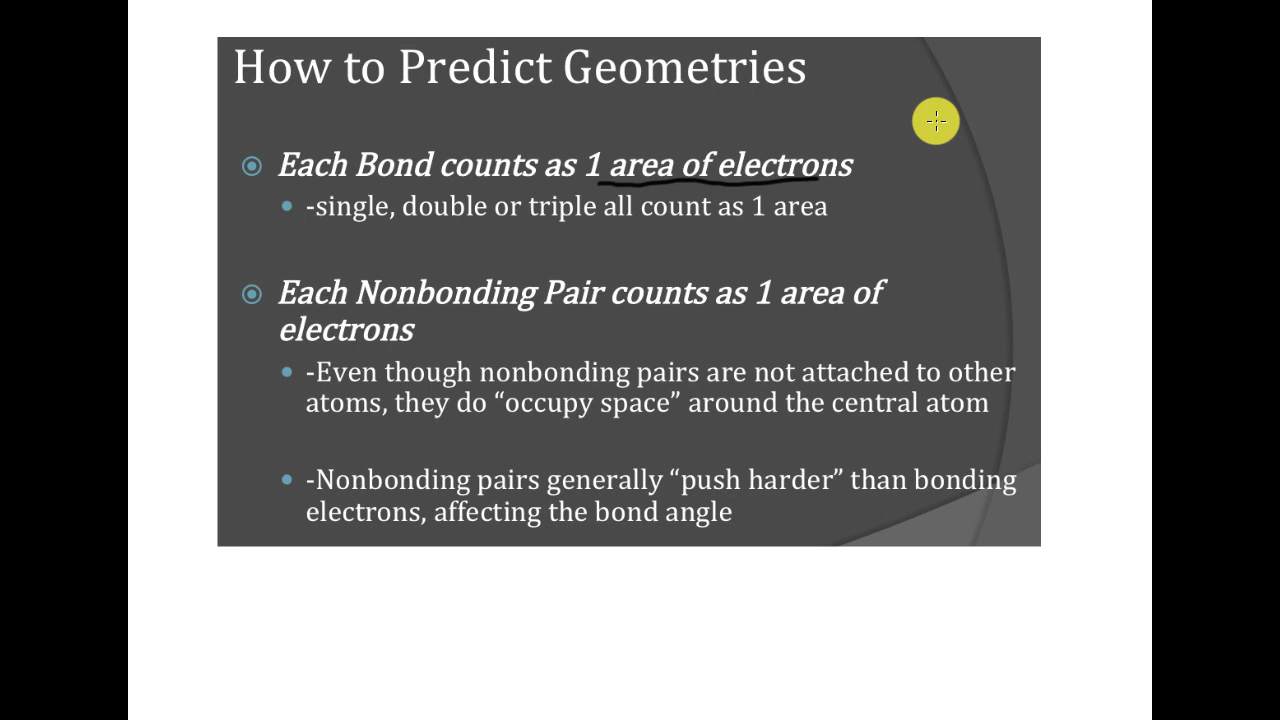 How to Predict Geometries
Each Bond counts as 1 area of electrons
-single, double or triple all count as 1 area
Each Nonbonding Pair counts as 1 area of
electrons
-Even though nonbonding pairs are not attached to other
atoms, they do “occupy space” around the central atom
-Nonbonding pairs generally “push harder” than bonding
electrons, affecting the bond angle